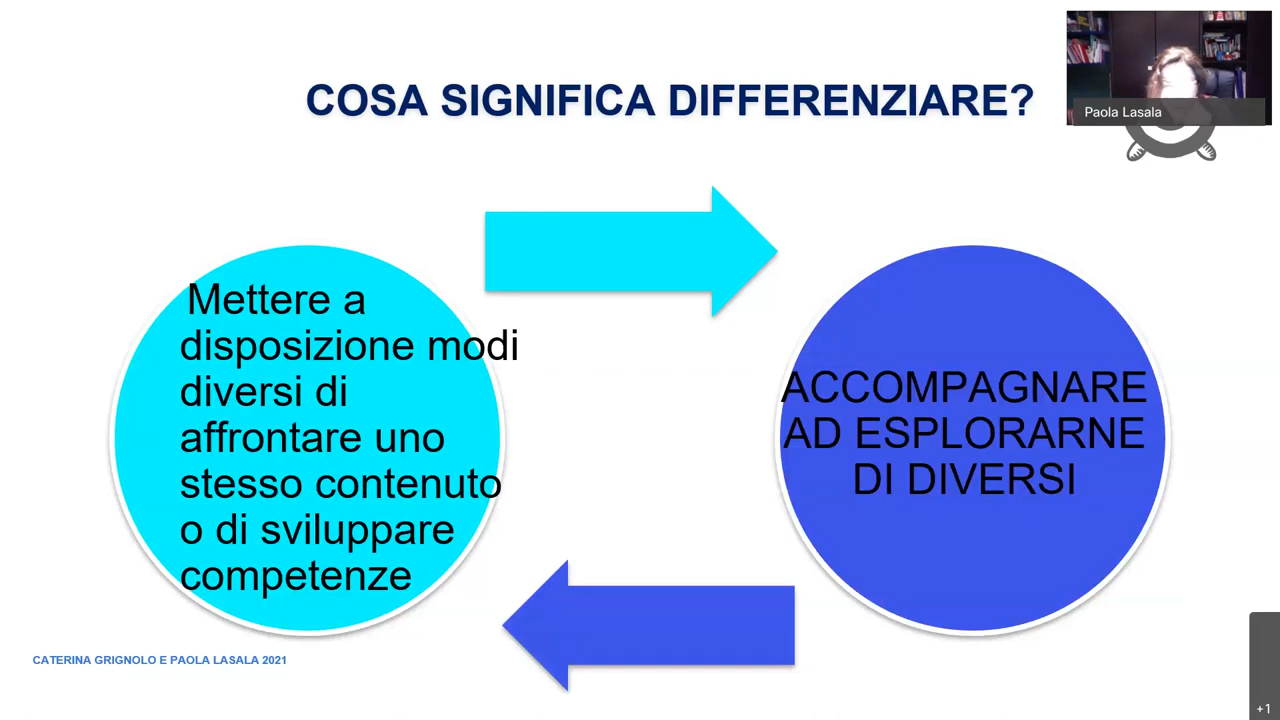 COSA SIGNIFICA DIFFERENZIARE?
Paola Lasala
Mettere a
disposizione modi
diversi di
affrontare uno
stesso contenuto
o di sviluppare
competenze
ACCOMPAGNARE
AD ESPLORARNE
DI DIVERSI
CATERINA GRIGNOLO E PAOLA LASALA 2021
+1